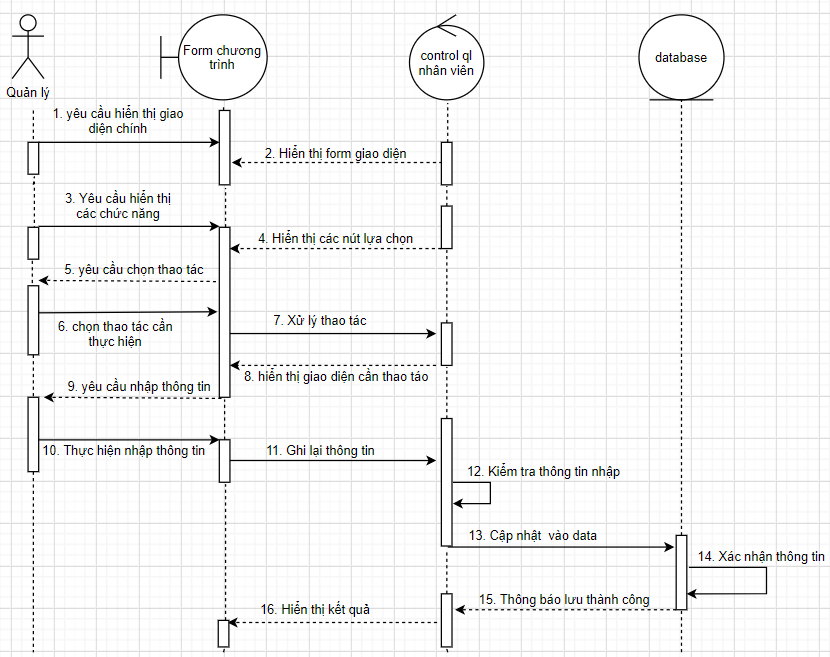 Form chương
trình
control ql
nhân viên
database
Quản lý
1. yêu cầu hiển thị giao
diện chính
2. Hiển thị form giao diện
3. Yêu cầu hiển thị
các chức năng
4. Hiển thị các nút lựa chọn
5. yêu cầu chọn thao tác
6. chọn thao tác cần
thực hiện
7. Xử lý thao tác
8. hiển thị giao diện cần thao táo
9. yêu cầu nhập thông tin
10. Thực hiện nhập thông tin
11. Ghi lại thông tin
12. Kiểm tra thông tin nhập
13. Cập nhật  vào data
14. Xác nhận thông tin
15. Thông báo lưu thành công
16. Hiển thị kết quả